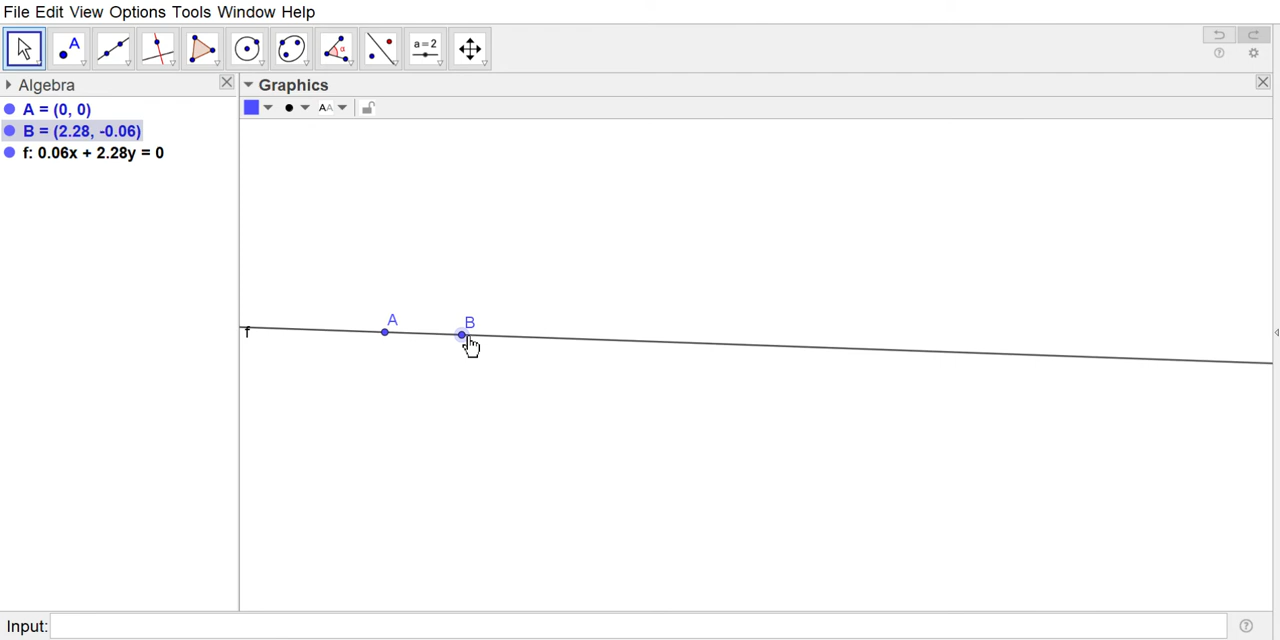 File Edit View Options Tools Window Help
A
α
a=2
Algebra
Graphics
A = (0, 0)
B = (2.28, -0.06)
f: 0.06x + 2.28y = 0
AA
A
B
f
Input: